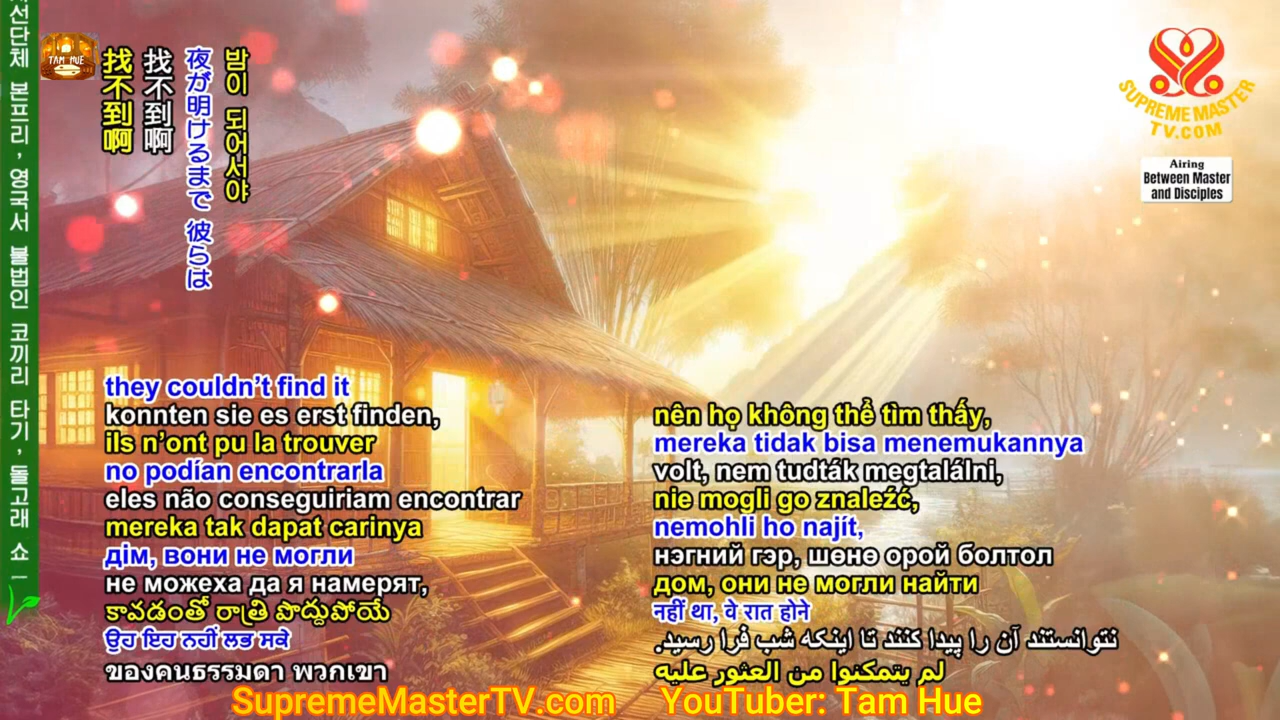 선단체 본프리, 영국서 불법인 코끼리 타기, 돌고래 쇼 –
TAM HUE
找不到啊
找不到啊
夜が明けるまで 彼らは
밤이 되어서야
SUPREME MASTER
TV.COM
Airing
Between Master
and Disciples
they couldn't find it
konnten sie es erst finden,
ils n'ont pu la trouver
no podían encontrarla
eles não conseguiriam encontrar
mereka tak dapat carinya
дім, вони не могли
не можеха да я намерят,
కావడంతో రాత్రి పొద్దుపోయే
ਉਹ ਇਹ ਨਹੀਂ ਲਭ ਸਕੇ
ของคนธรรมดา พวกเขา
nên họ không thể tìm thấy,
mereka tidak bisa menemukannya
volt, nem tudták megtalálni,
nie mogli go znaleźć,
nemohli ho najít,
нэгний гэр, шөнө орой болтол
дом, они не могли найти
नहीं था, वे रात होने
نتوانستند آن را پیدا کنند تا اینکه شب فرا رسید.
لم يتمكنوا من العثور عليه
SupremeMasterTV.com
YouTuber: Tam Hue